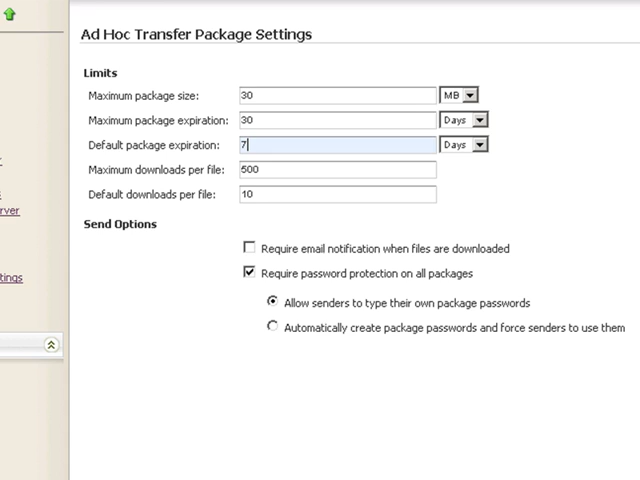 Ad Hoc Transfer Package Settings
Limits
Maximum package size: 30 MB
Maximum package expiration: 30 Days
Default package expiration: 7 Days
Maximum downloads per file: 500
Default downloads per file: 10
rver
Send Options
Require email notification when files are downloaded
Require password protection on all packages
tings
Allow senders to type their own package passwords
Automatically create package passwords and force senders to use them